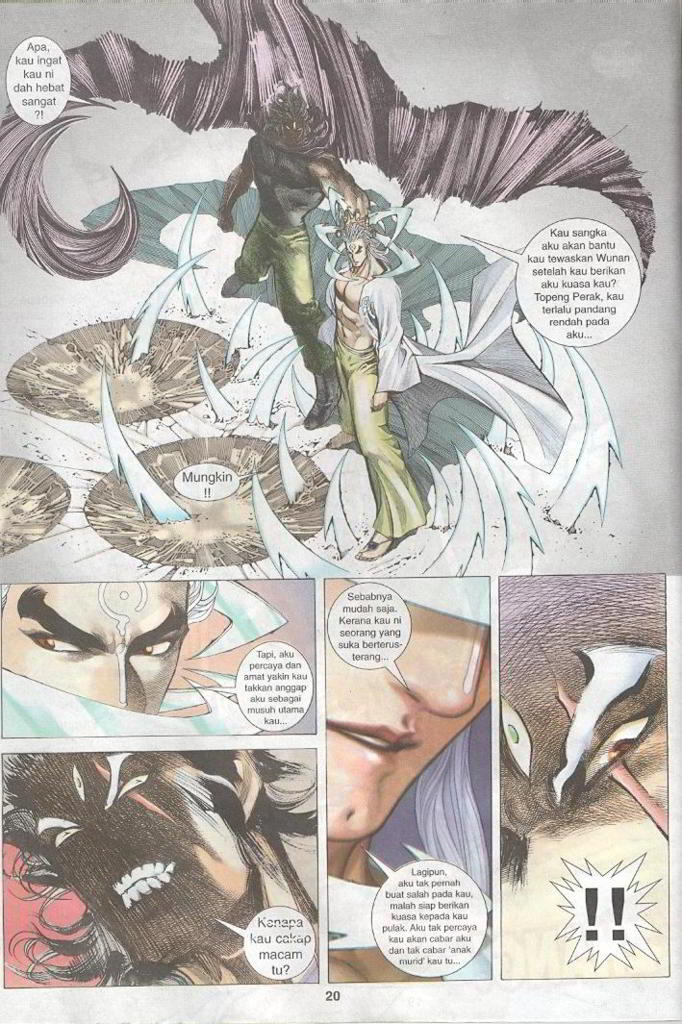 Apa,
kau ingat
kau ni
dah hebat
sangat
?!
Kau
sangka
aku akan bantu
kau tewaskan Wunan
setelah kau berikan
aku kuasa kau?
Topeng Perak, kau
terlalu pandang
rendah pada
aku...
Mungkin
!!
Tapi, aku
percaya dan
amat yakin kau
takkan anggap
aku sebagai
musuh utama
kau...
Sebabnya
mudah saja.
Kerana kau ni
seorang yang
suka berterus-
terang...
Kenapa
kau cakap
macam
tu?
Lagipun,
aku tak pernah
buat salah pada kau,
malah siap berikan
kuasa kepada kau
pulak. Aku tak percaya
kau akan cabar aku
dan tak cabar 'anak
murid' kau tu...
!!
20